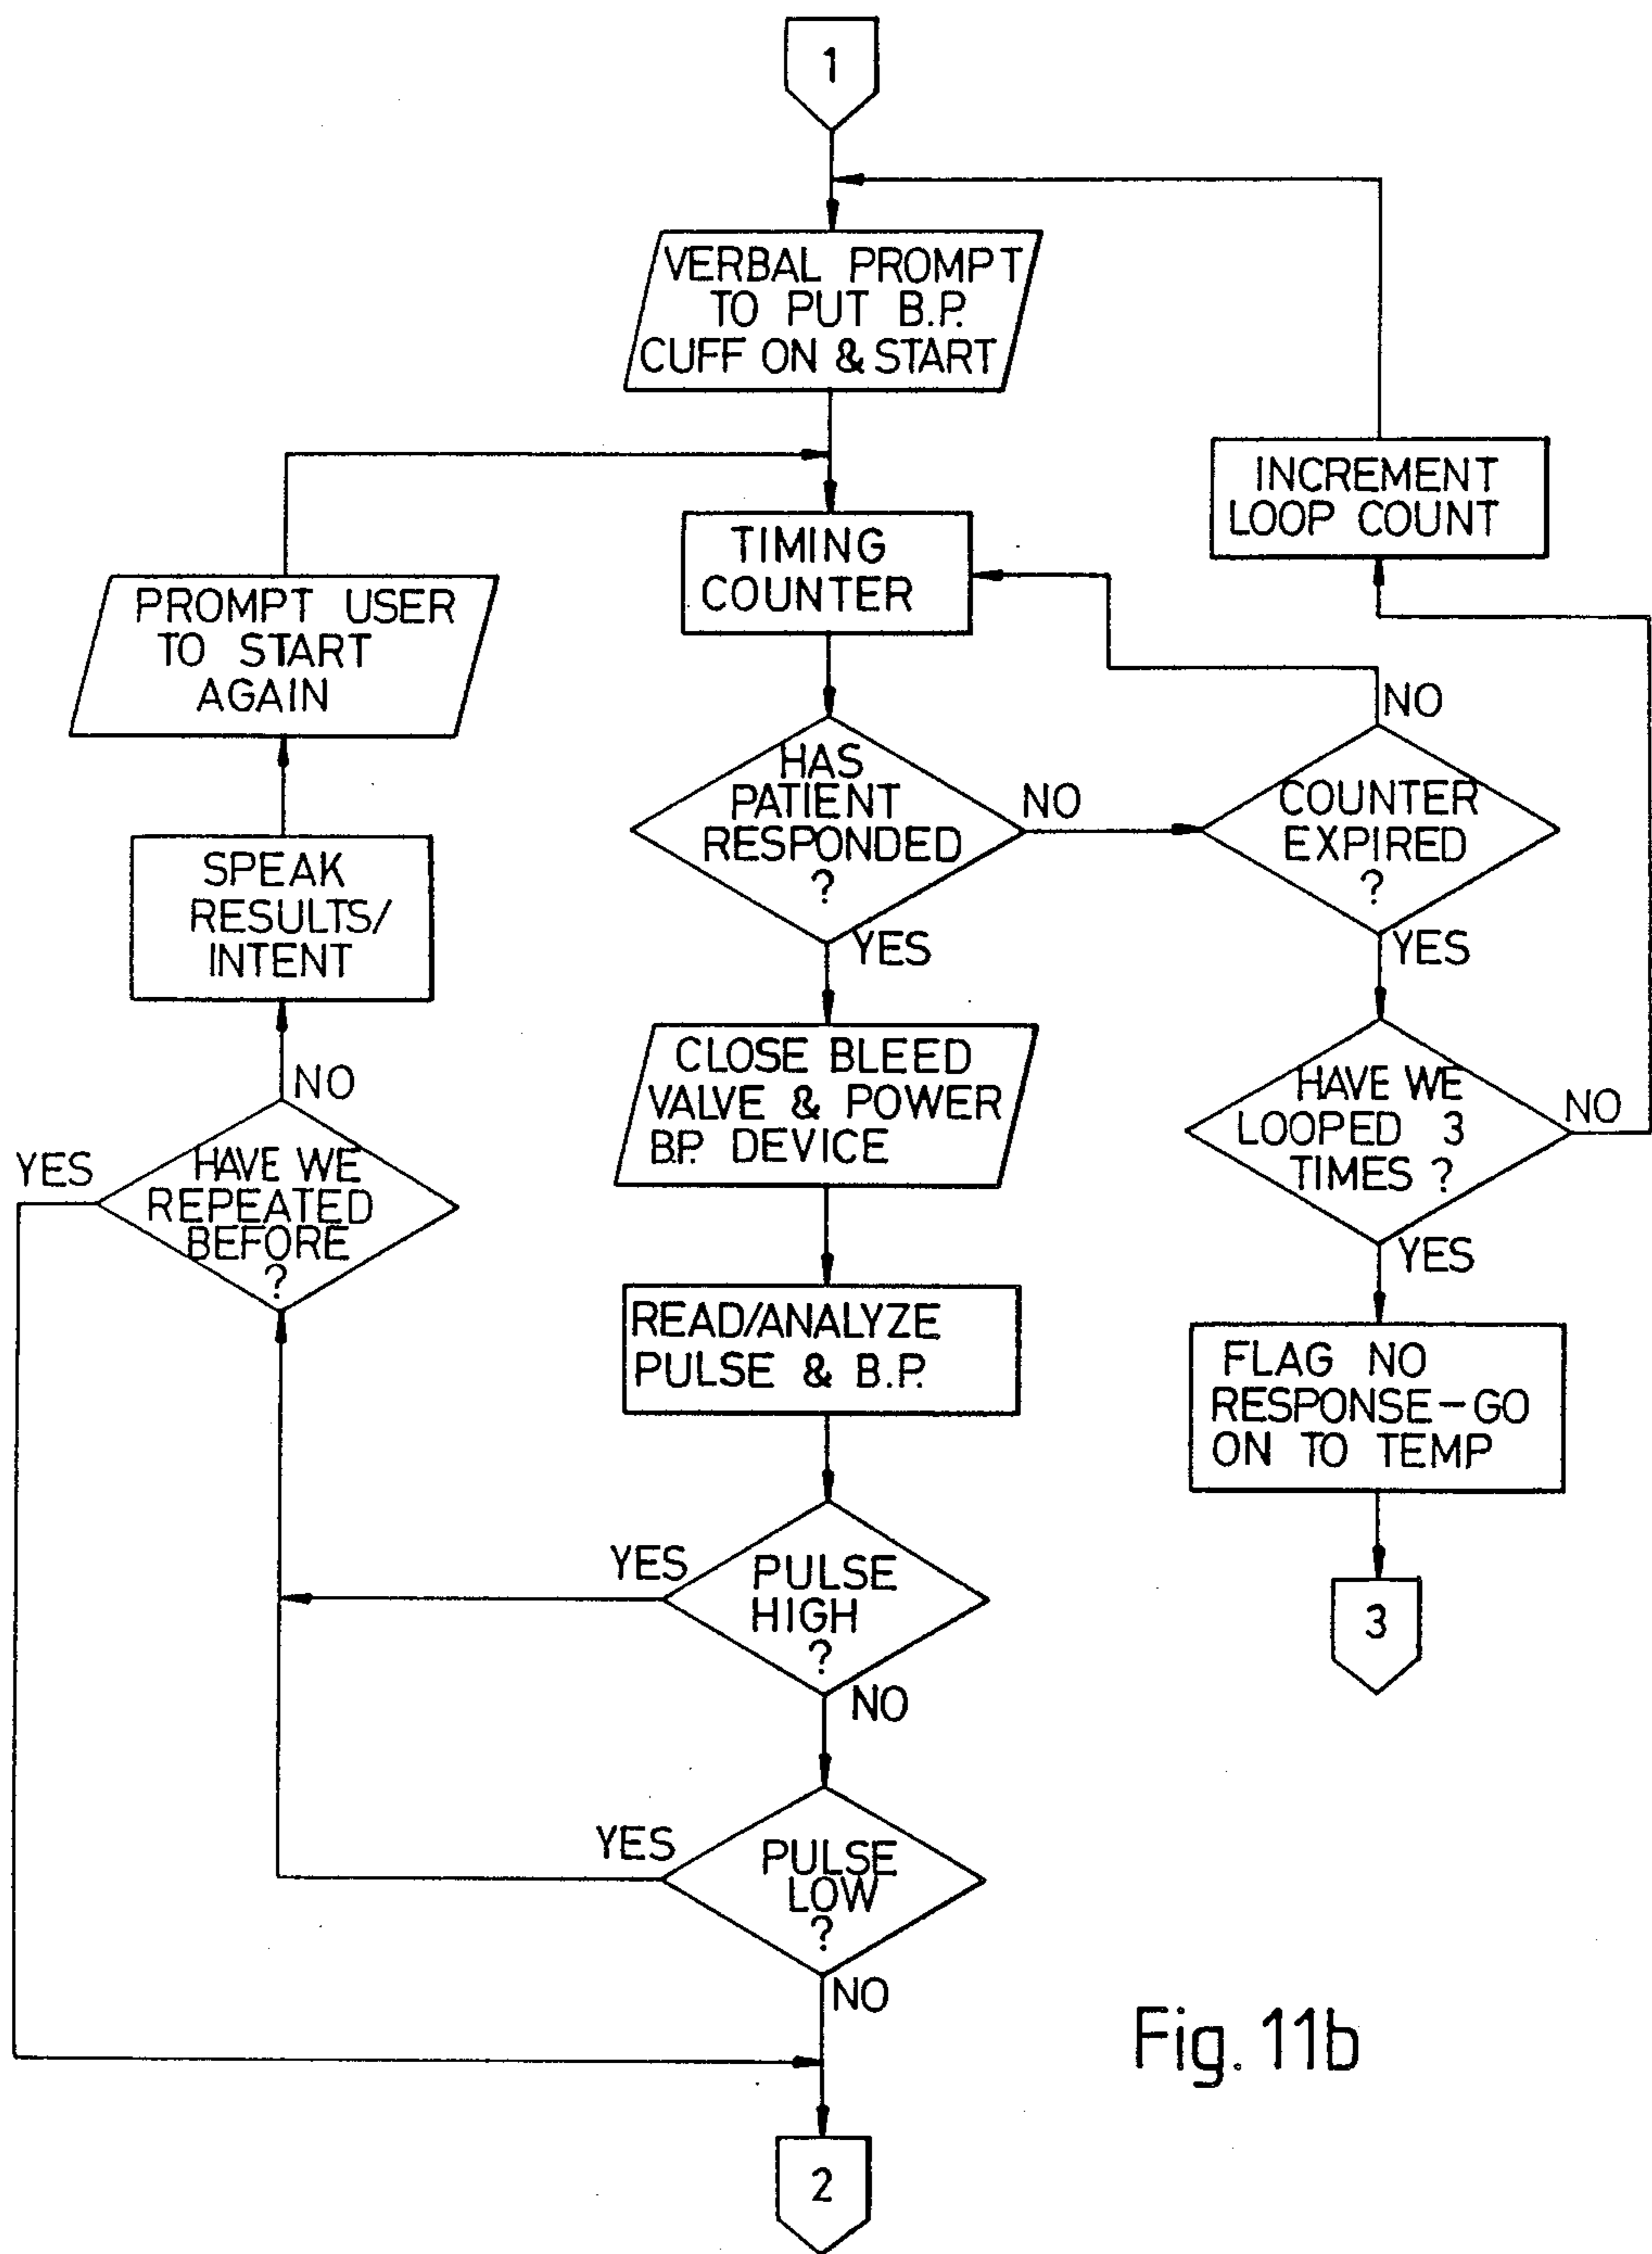 1
VERBAL PROMPT
TO PUT B.P.
CUFF ON & START
INCREMENT
LOOP COUNT
TIMING
COUNTER
PROMPT USER
TO START
AGAIN
HAS
PATIENT
RESPONDED
?
NO
COUNTER
EXPIRED
?
NO
YES
YES
SPEAK
RESULTS/
INTENT
NO
HAVE WE
REPEATED
BEFORE
?
YES
CLOSE BLEED
VALVE & POWER
B.P. DEVICE
HAVE WE
LOOPED 3
TIMES ?
NO
YES
READ/ANALYZE
PULSE & B.P.
FLAG NO
RESPONSE-GO
ON TO TEMP
3
PULSE
HIGH
?
YES
NO
PULSE
LOW
?
YES
NO
2
Fig. 11b